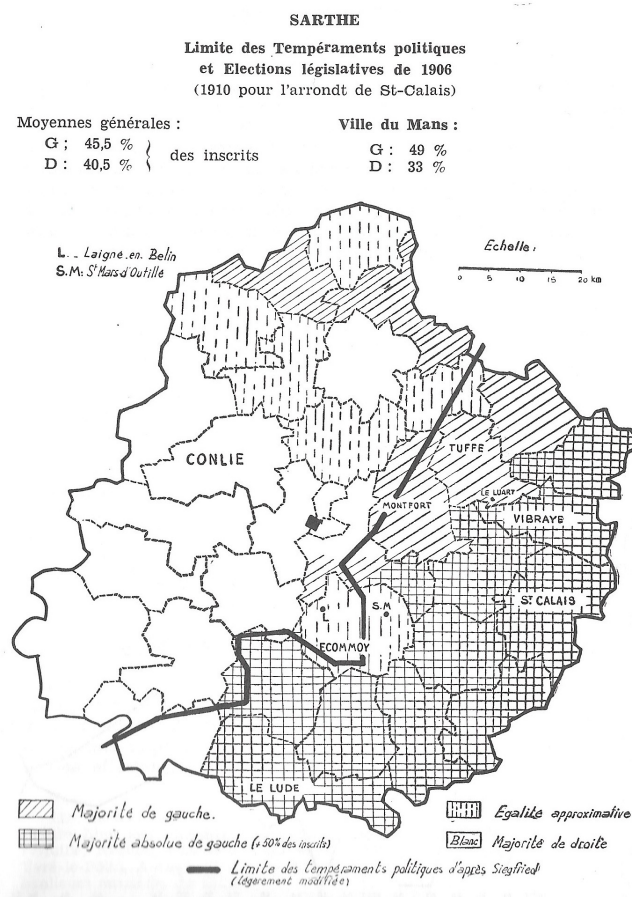 SARTHE
Limite des Tempéraments politiques
et Elections législatives de 1906
(1910 pour l'arrondt de St-Calais)
Moyennes générales :
G ; 45,5 %
D : 40,5 %
des inscrits
Ville du Mans :
G : 49 %
D : 33 %
L... Laigné-en-Belin
S.M: St Mars d'Outillé
Echelle:
0 5 10 15 20 km
CONLIE
TUFFE
LE LUART
MONTFORT
VIBRAYE
St CALAIS
L
S.M
ECOMMOY
LE LUDE
Majorité de gauche.
Majorité absolue de gauche (+50% des inscrits)
Egalité approximative
Blanc Majorité de droite
Limite des tempéraments politiques d'après Siegfried
(légèrement modifiée)